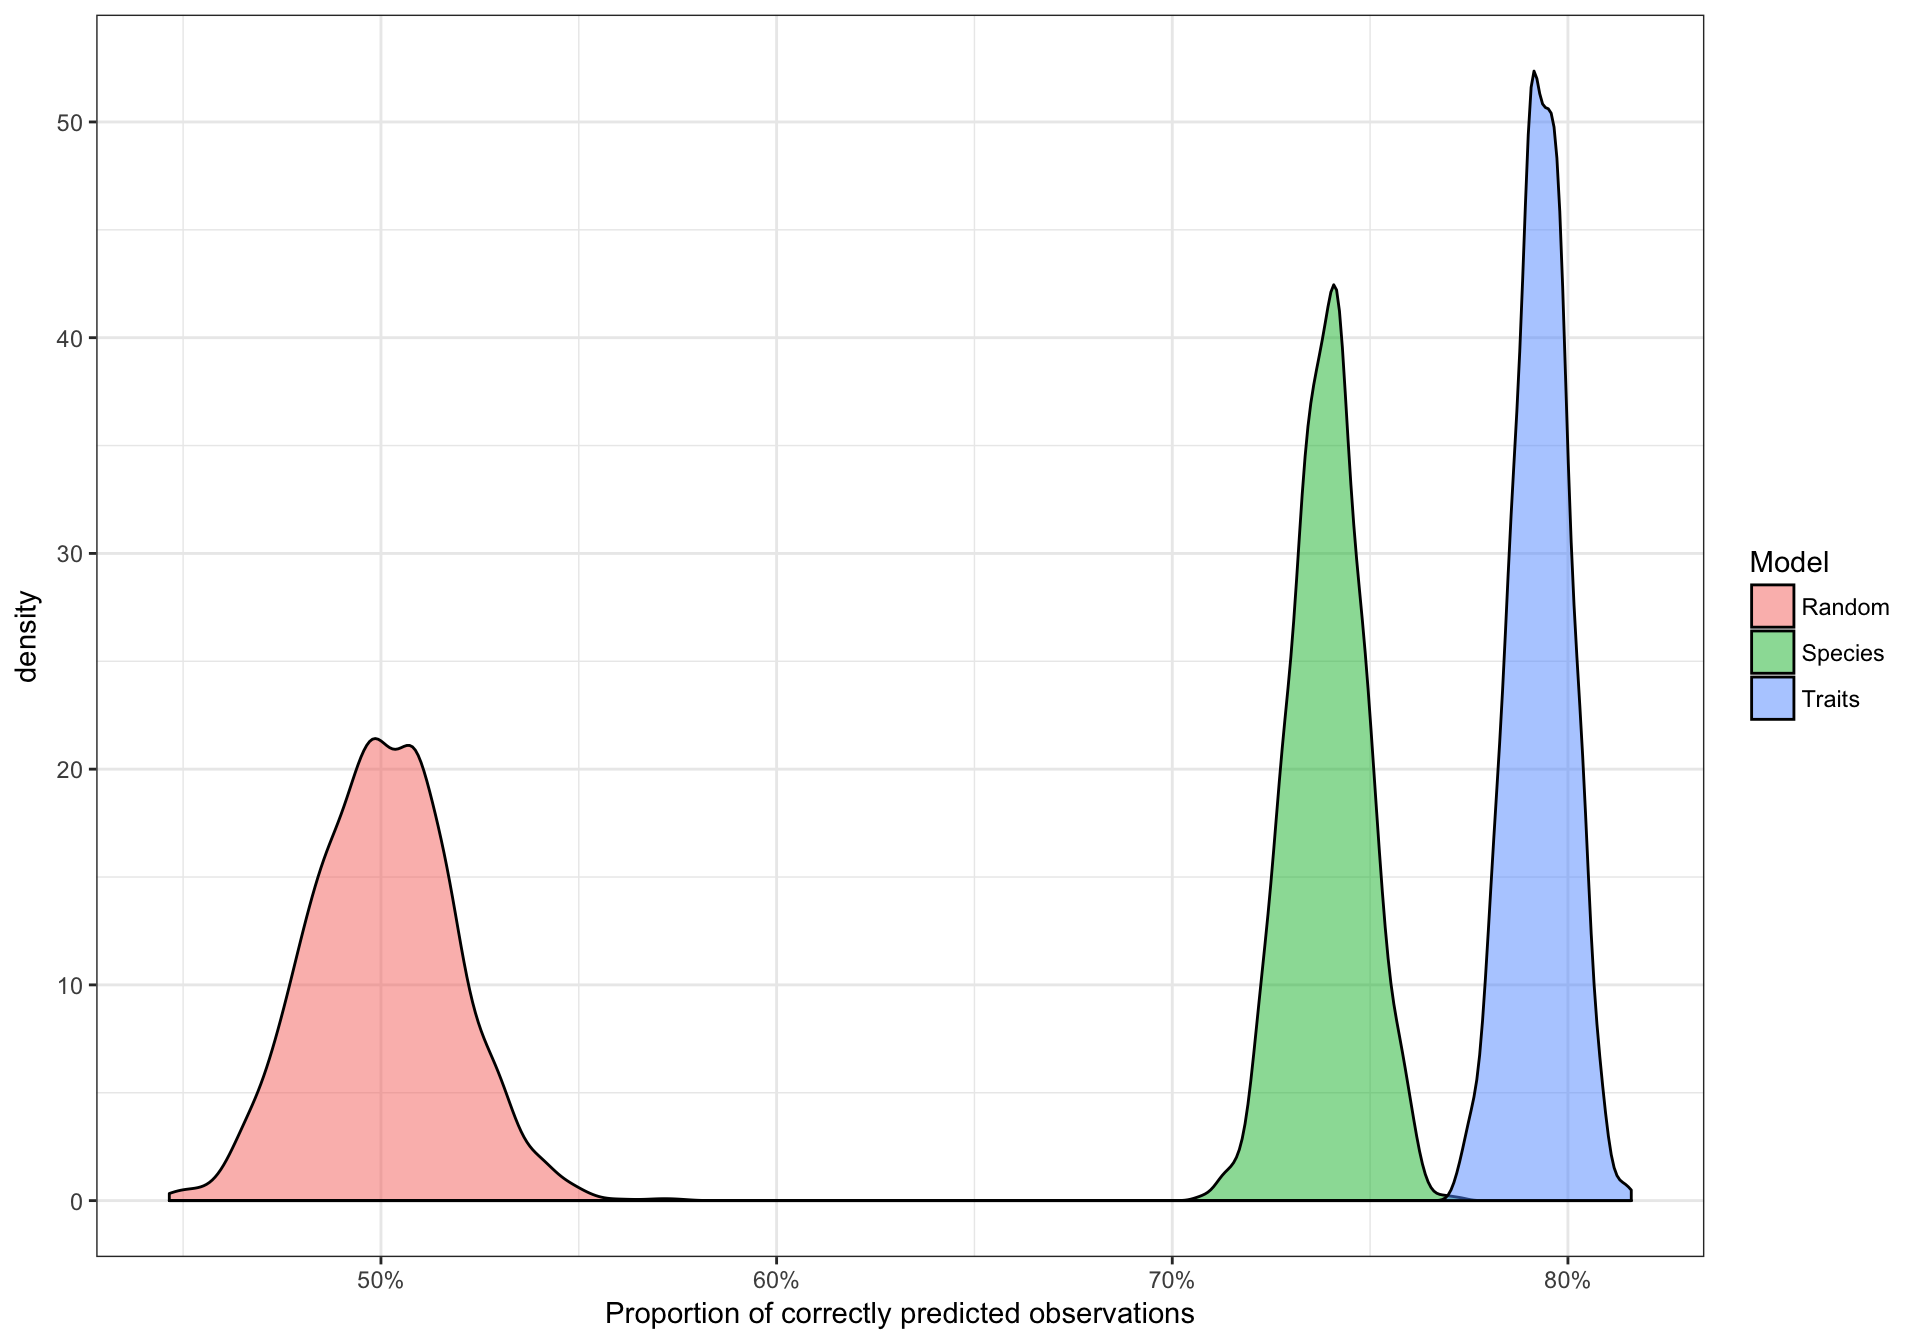 density
50
40
30
20
10
0
50%
60%
70%
80%
Proportion of correctly predicted observations
Model
Random
Species
Traits